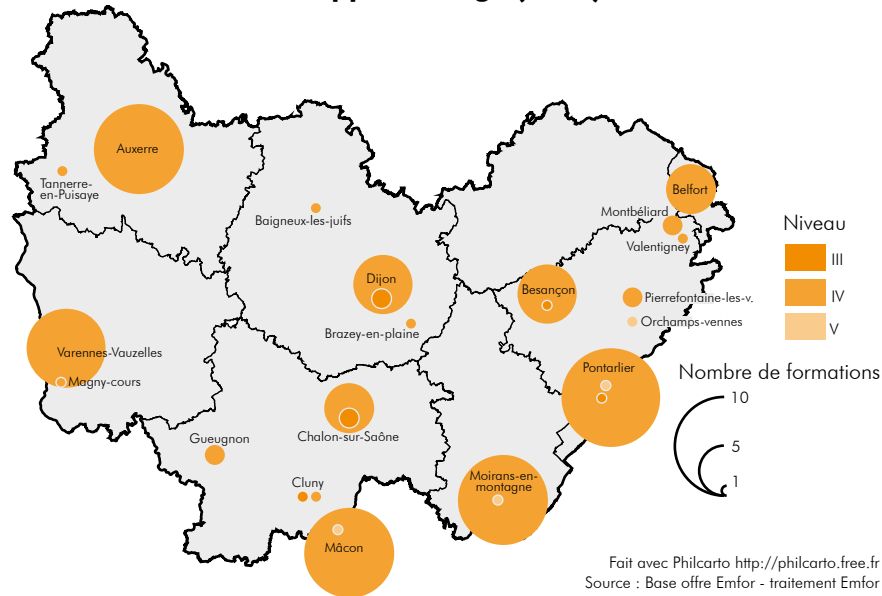 Auxerre
Tannerre-
en-Puisaye
Baigneux-les-juifs
Belfort
Montbéliard
Valentigney
Dijon
Besançon
Pierrefontaine-les-v.
Brazey-en-plaine
Orchamps-vennes
Varennes-Vauzelles
Magny-cours
Pontarlier
Chalon-sur-Saône
Gueugnon
Cluny
Moirans-en-
montagne
Mâcon
Niveau
III
IV
V
Nombre de formations
10
5
1
Fait avec Philcarto http://philcarto.free.fr
Source : Base offre Emfor - traitement Emfor